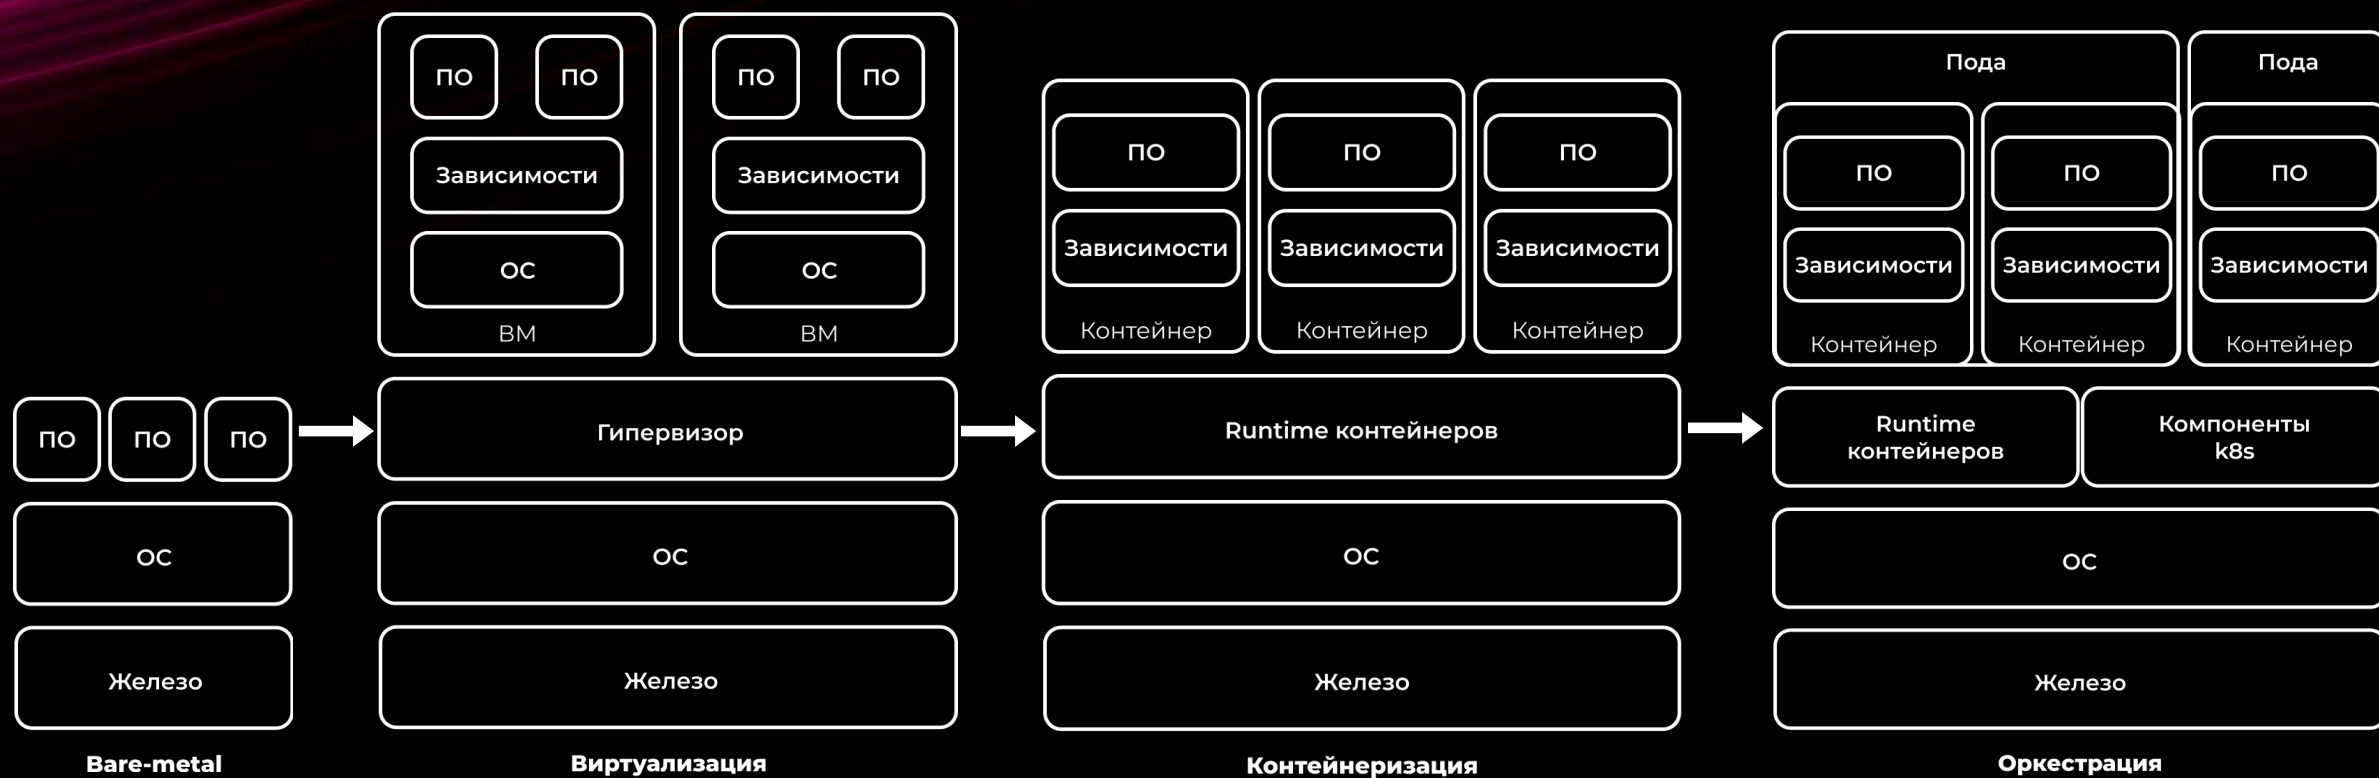 ПО ПО ПО
ОС
Железо
Bare-metal
ПО ПО ПО ПО
Зависимости Зависимости
ОС ОС
ВМ ВМ
Гипервизор
ОС
Железо
Виртуализация
ПО ПО ПО
Зависимости Зависимости Зависимости
Контейнер Контейнер Контейнер
Runtime контейнеров
ОС
Железо
Контейнеризация
Пода Пода
ПО ПО ПО
Зависимости Зависимости Зависимости
Контейнер Контейнер Контейнер
Runtime
контейнеров
Компоненты
k8s
ОС
Железо
Оркестрация